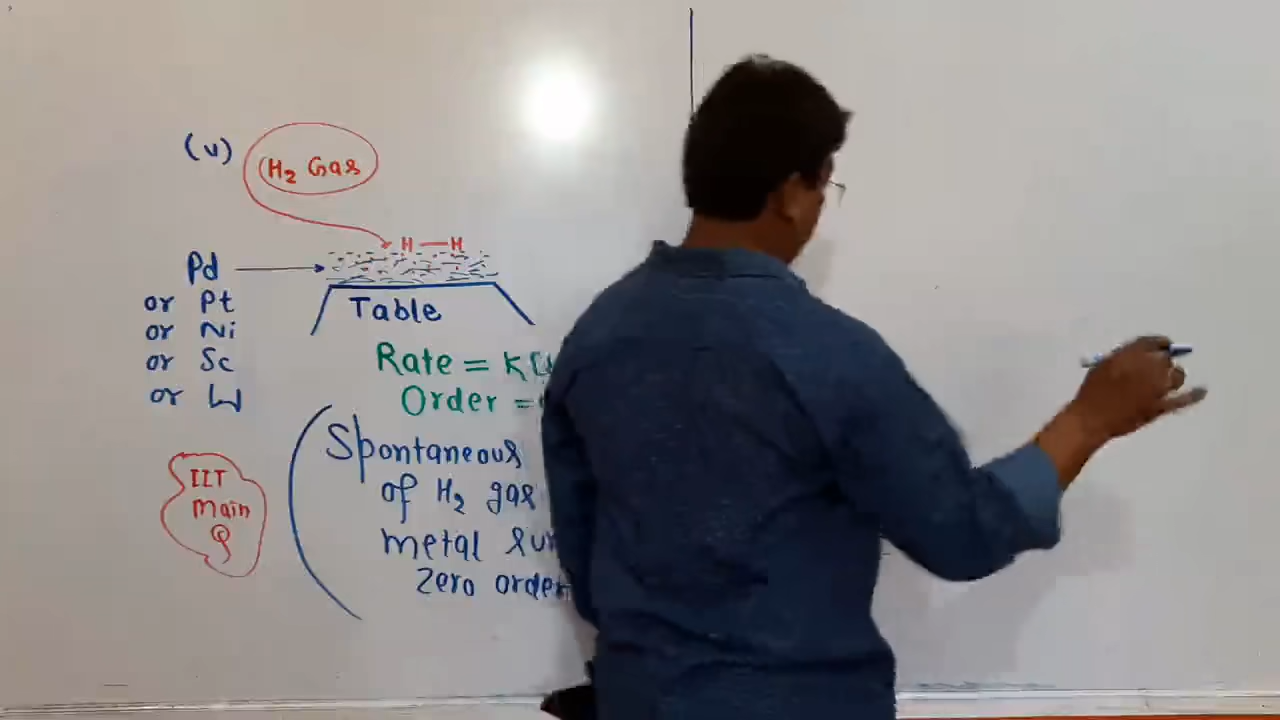 (v) H2 Gas
H—H
Pd
or Pt
or Ni
or Sc
or W
Table
Rate = K[
Order =
Spontaneous
of H2 gas
metal
Zero order
IIT
Main
Q